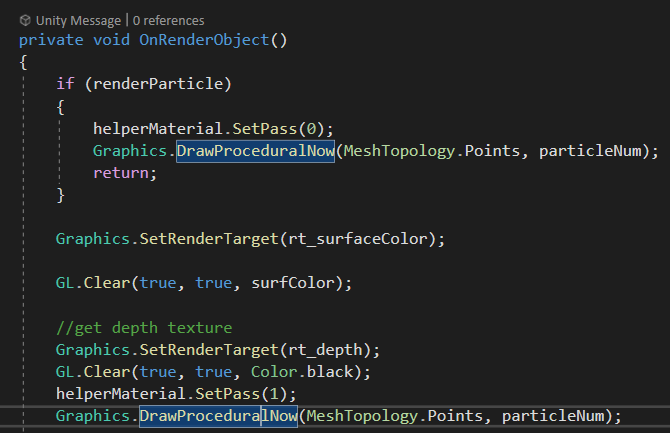 Unity Message | 0 references
private void OnRenderObject()
{
if (renderParticle)
{
helperMaterial.SetPass(0);
Graphics.DrawProceduralNow(MeshTopology.Points, particleNum);
return;
}
Graphics.SetRenderTarget(rt_surfaceColor);
GL.Clear(true, true, surfColor);
//get depth texture
Graphics.SetRenderTarget(rt_depth);
GL.Clear(true, true, Color.black);
helperMaterial.SetPass(1);
Graphics.DrawProceduralNow(MeshTopology.Points, particleNum);